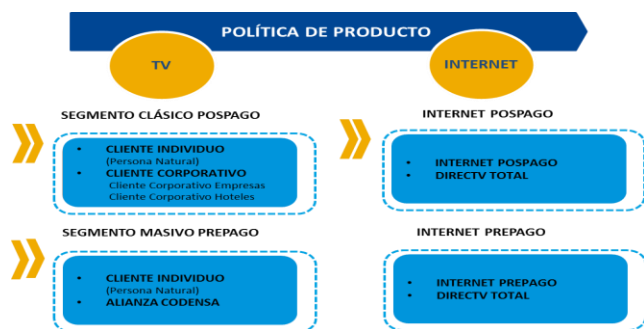 POLÍTICA DE PRODUCTO
TV
INTERNET
SEGMENTO CLÁSICO POSPAGO
• CLIENTE INDIVIDUO
(Persona Natural)
• CLIENTE CORPORATIVO
Cliente Corporativo Empresas
Cliente Corporativo Hoteles
INTERNET POSPAGO
• INTERNET POSPAGO
• DIRECTV TOTAL
SEGMENTO MASIVO PREPAGO
• CLIENTE INDIVIDUO
(Persona Natural)
• ALIANZA CODENSA
INTERNET PREPAGO
• INTERNET PREPAGO
• DIRECTV TOTAL